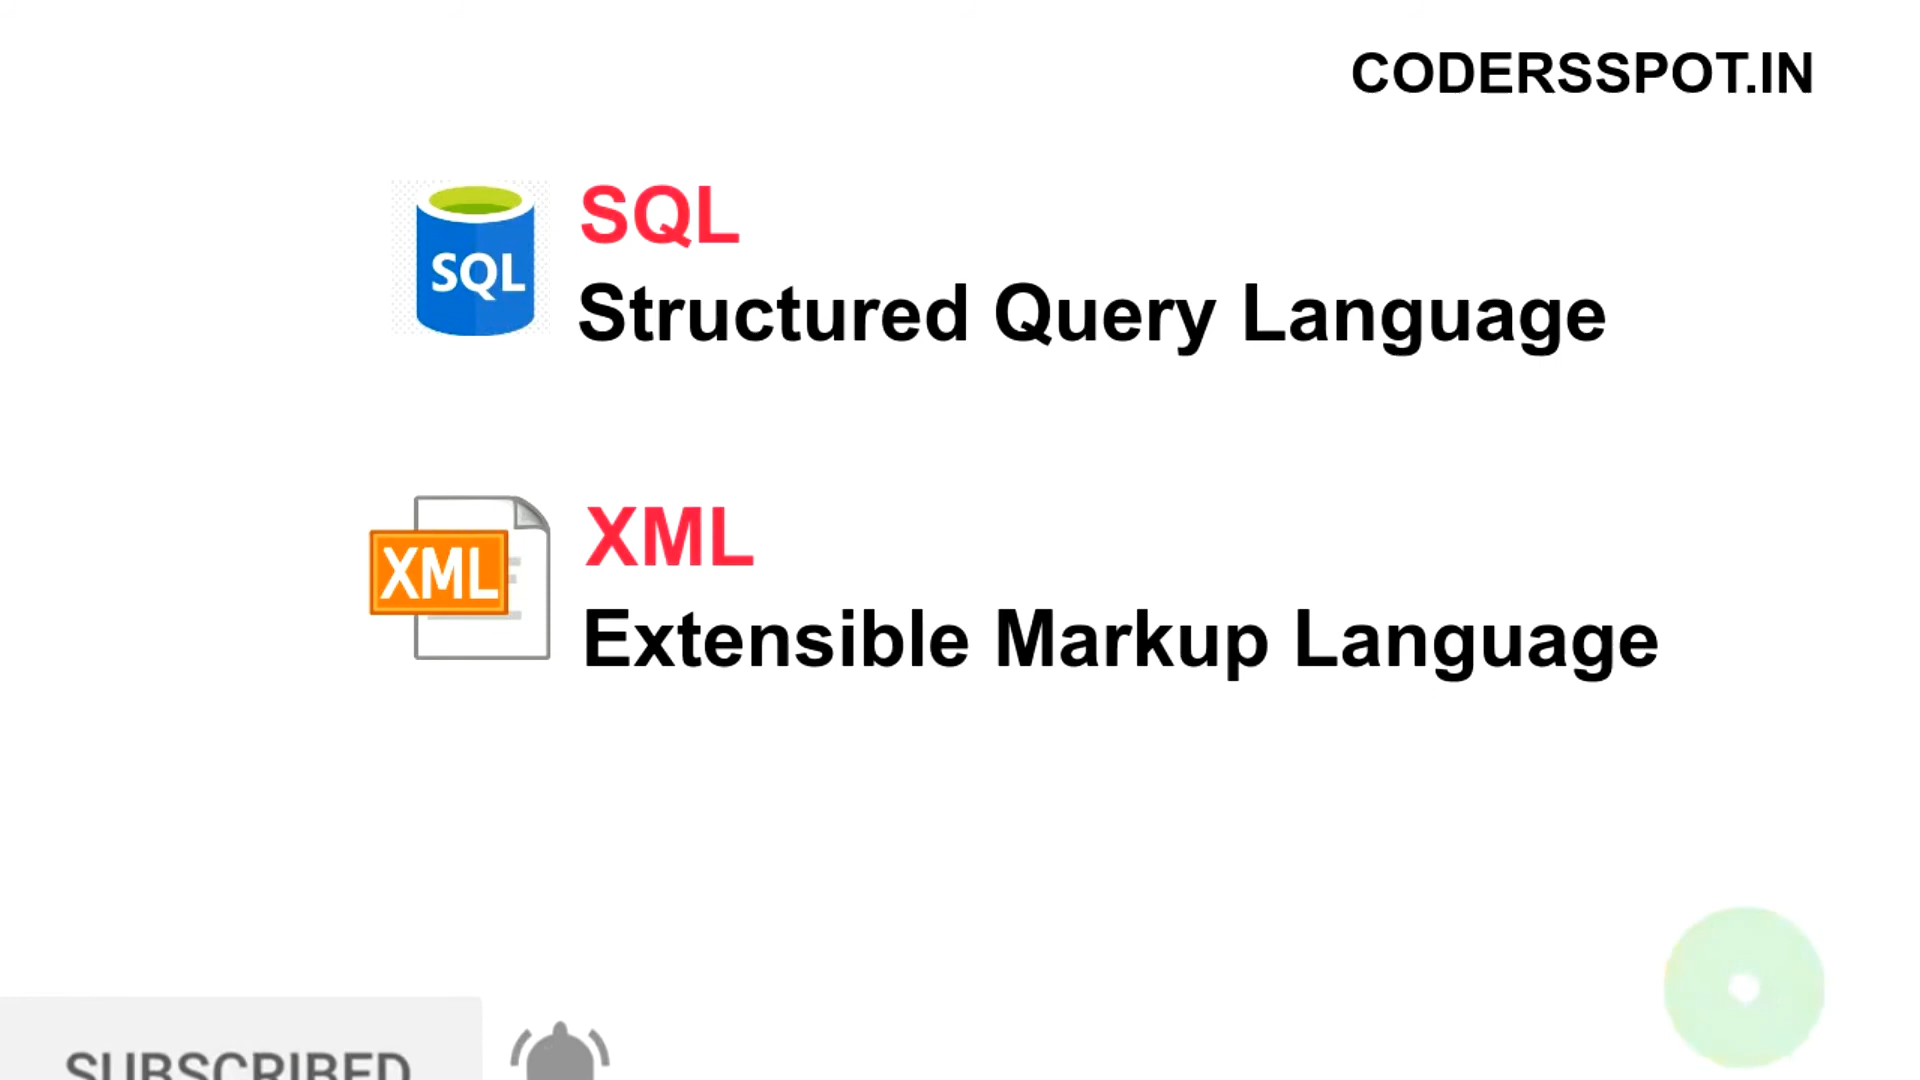 CODERSSPOT.IN
SQL
SQL
Structured Query Language
XML
XML
Extensible Markup Language
SUBSCRIBED